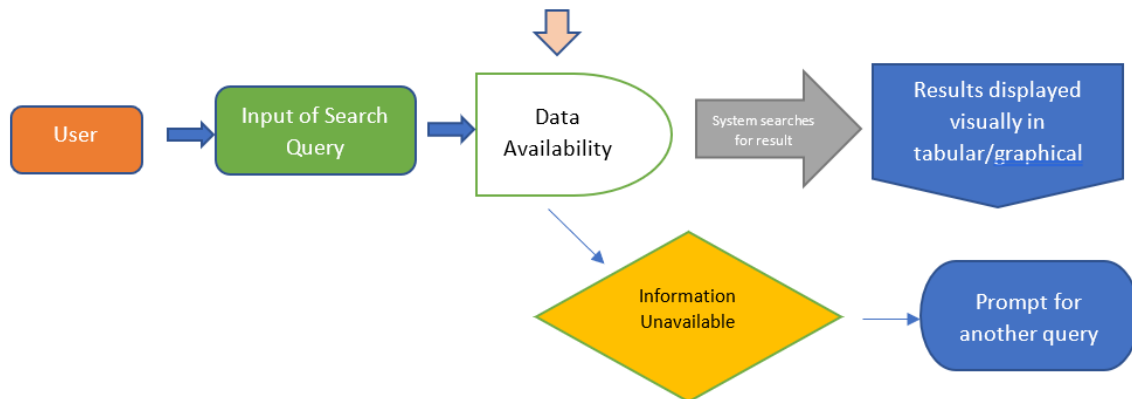 User
Input of Search
Query
Data
Availability
System searches
for result
Results displayed
visually in
tabular/graphical
Information
Unavailable
Prompt for
another query